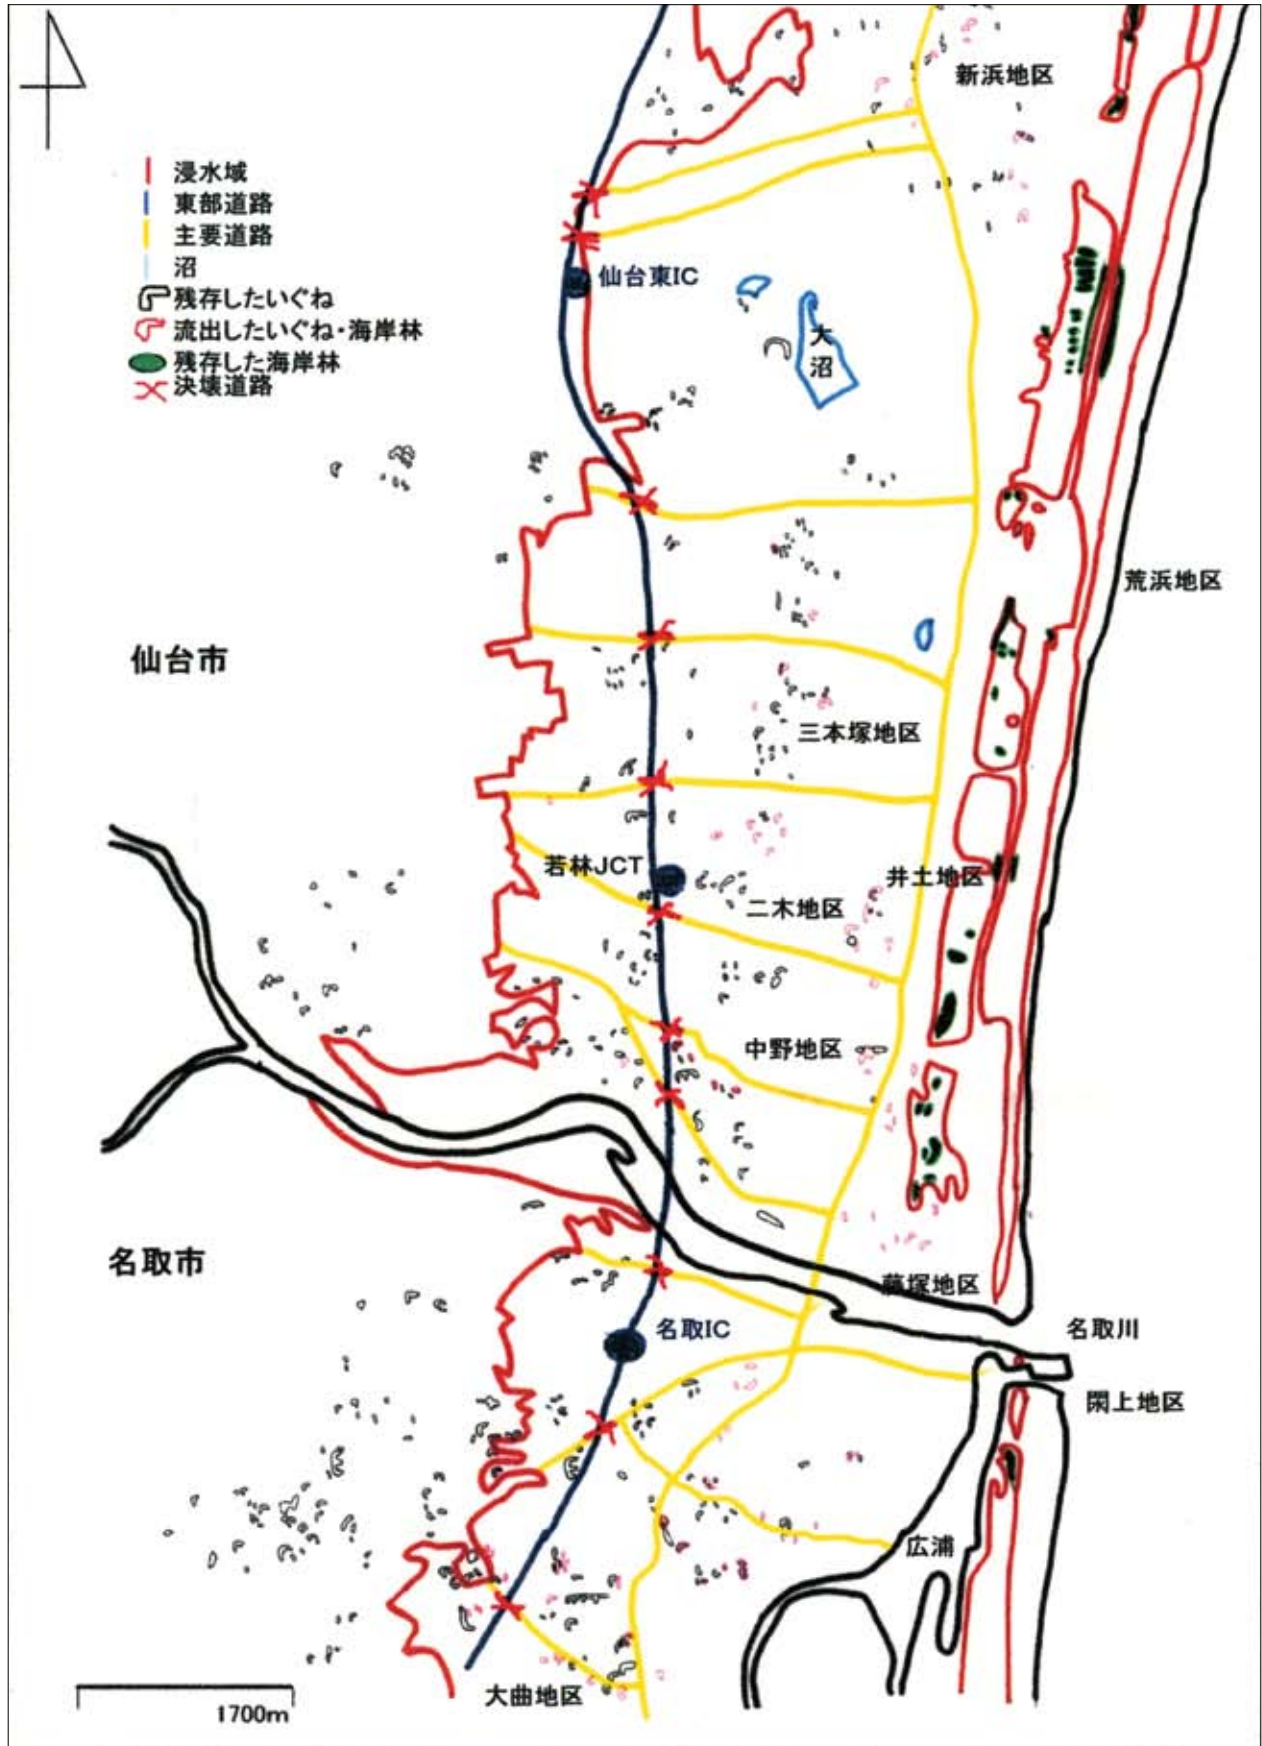 新浜地区
浸水域
東部道路
主要道路
沼
残存したいぐね
流出したいぐね・海岸林
残存した海岸林
決壊道路
仙台東IC
大
沼
荒浜地区
仙台市
三本塚地区
若林JCT
井土地区
二木地区
中野地区
名取市
藤塚地区
名取IC
名取川
閖上地区
広浦
大曲地区
1700m